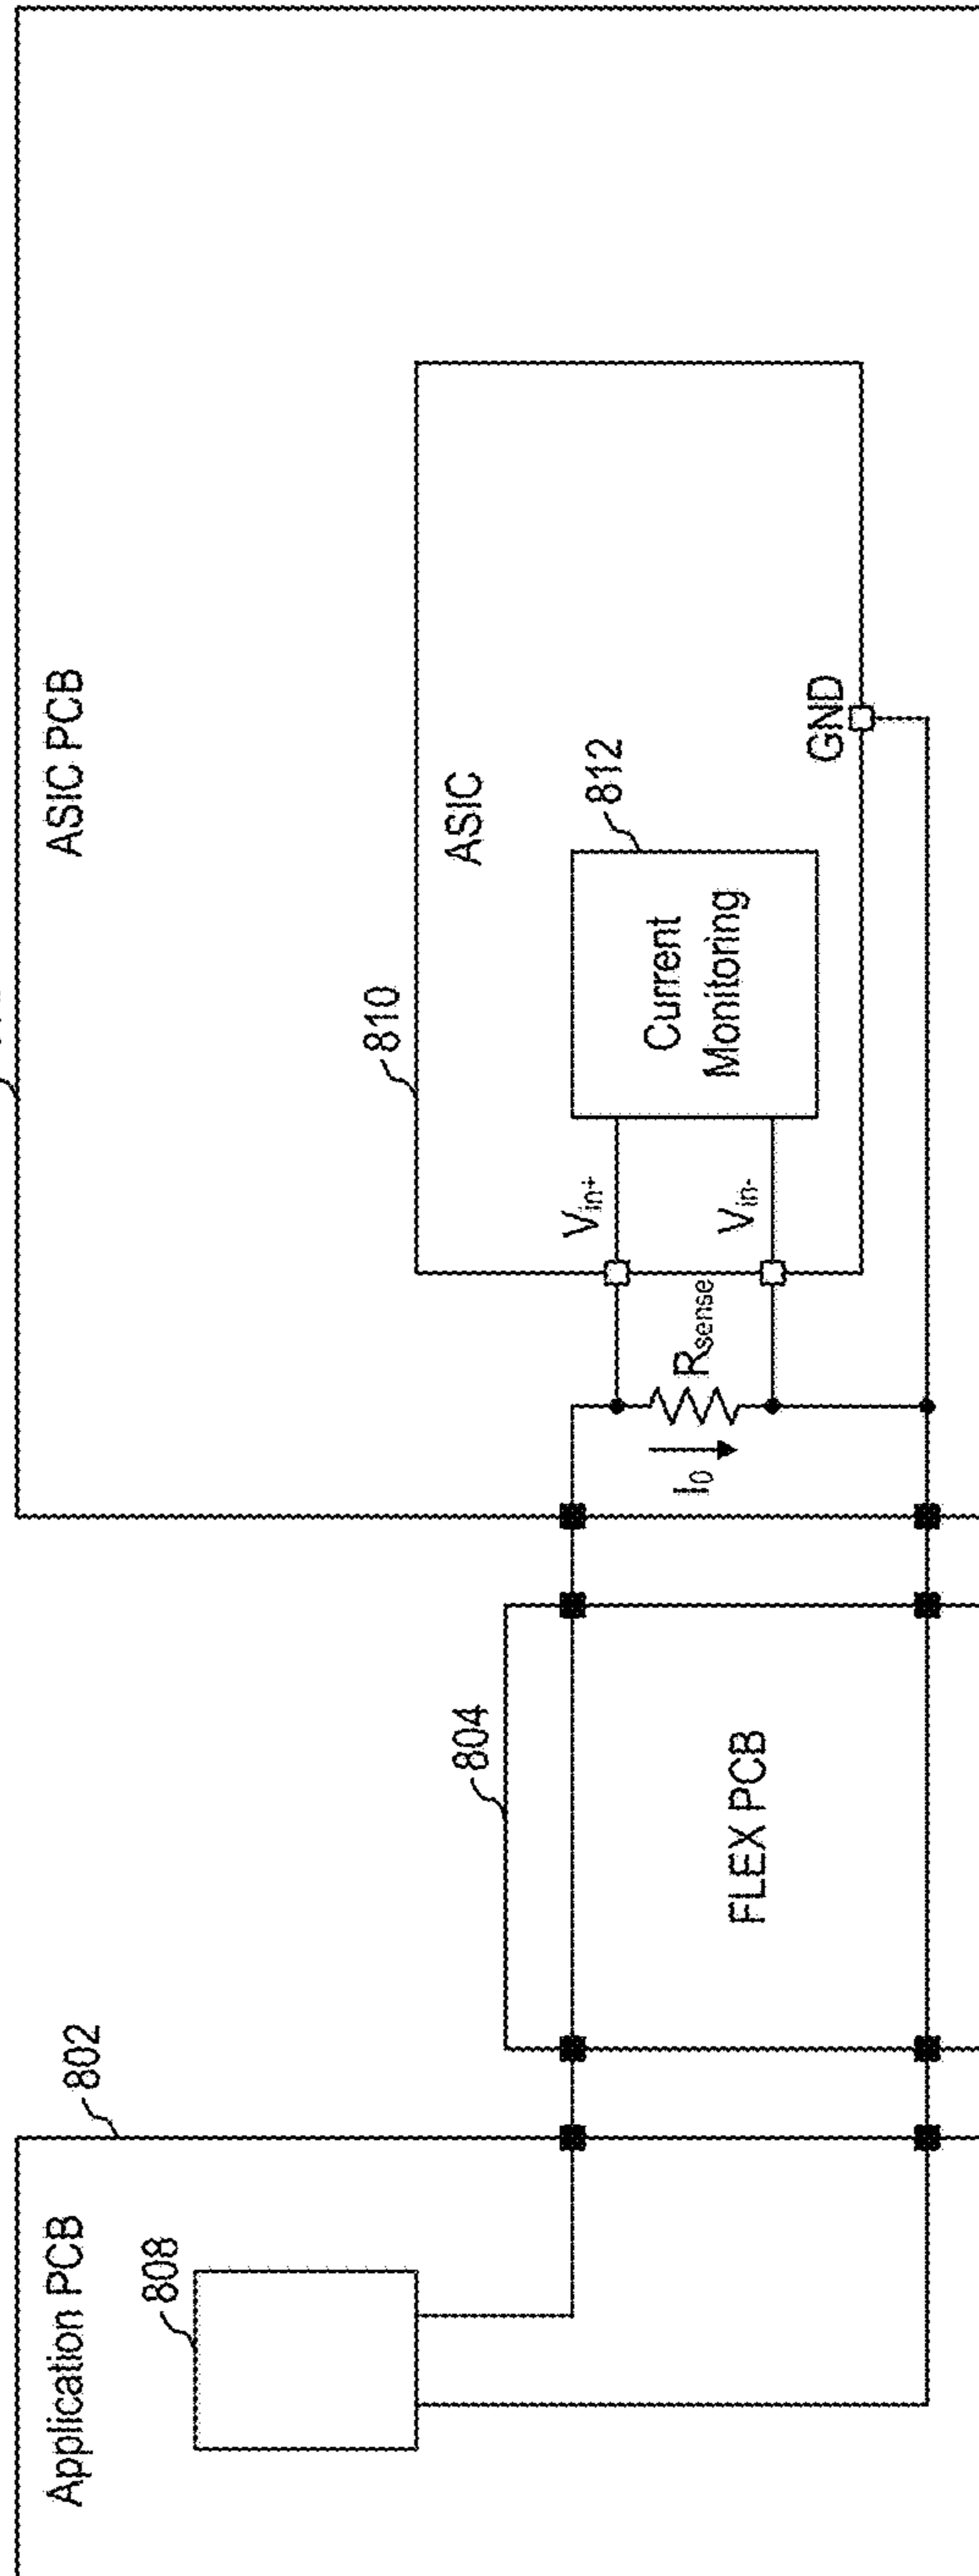 Application PCB
802
808
804
FLEX PCB
ASIC PCB
810
ASIC
812
Current
Monitoring
Vin+
Vin-
Rsense
I0
GND